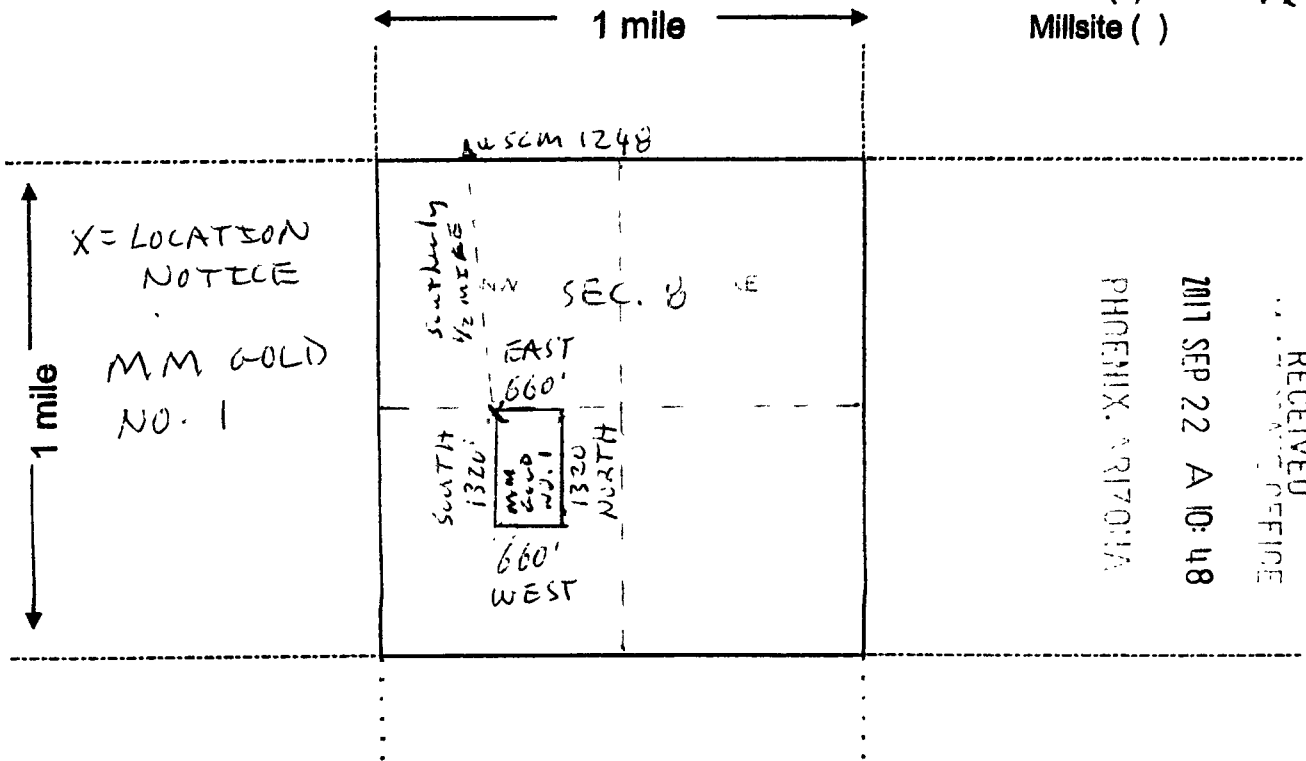 1 mile
Millsite ( )
USCM 1248
X = LOCATION
NOTICE
MM GOLD
NO. 1
1 mile
Southerly
1/2 MILE
SEC. 8
EAST
660'
SOUTH
1320'
MM
GOLD
NO. 1
1320
NORTH
660'
WEST
RECEIVED
OFFICE
2017 SEP 22 A 10:48
PHOENIX, ARIZONA